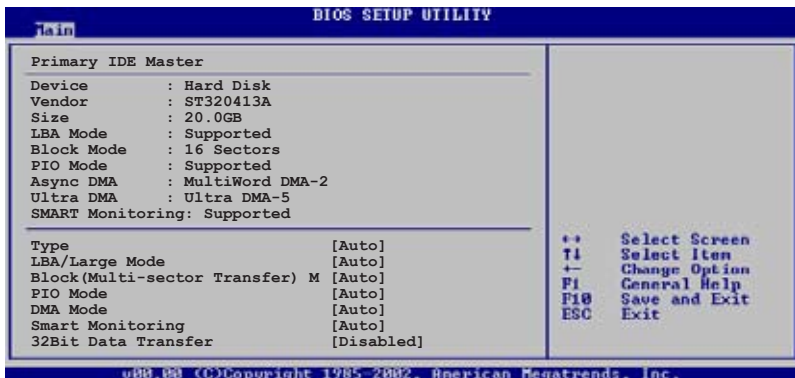 BIOS SETUP UTILITY
Main
Primary IDE Master
Device : Hard Disk
Vendor : ST320413A
Size : 20.0GB
LBA Mode : Supported
Block Mode : 16 Sectors
PIO Mode : Supported
Async DMA : MultiWord DMA-2
Ultra DMA : Ultra DMA-5
SMART Monitoring: Supported
Type [Auto]
LBA/Large Mode [Auto]
Block(Multi-sector Transfer) M [Auto]
PIO Mode [Auto]
DMA Mode [Auto]
Smart Monitoring [Auto]
32Bit Data Transfer [Disabled]
←→ Select Screen
↑↓ Select Item
+- Change Option
F1 General Help
F10 Save and Exit
ESC Exit
v00.00 (C)Copyright 1985-2002, American Megatrends, Inc.